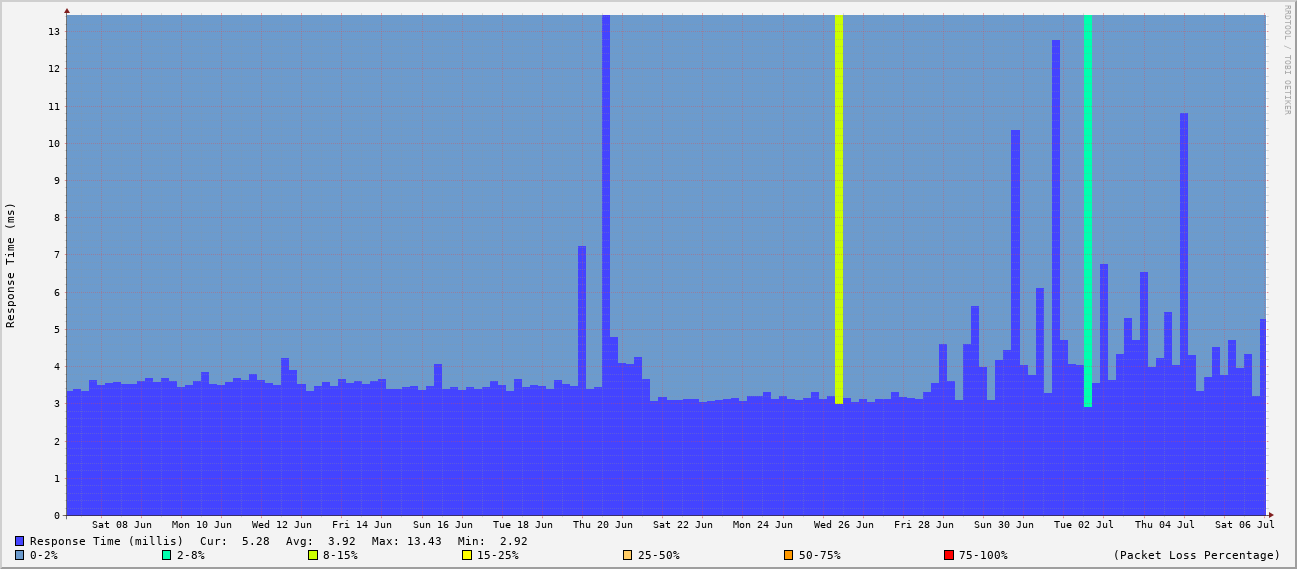 RRDTOOL / TOBI OETIKER
Response Time (ms)
13
12
11
10
9
8
7
6
5
4
3
2
1
0
Sat 08 Jun Mon 10 Jun Wed 12 Jun Fri 14 Jun Sun 16 Jun Tue 18 Jun Thu 20 Jun Sat 22 Jun Mon 24 Jun Wed 26 Jun Fri 28 Jun Sun 30 Jun Tue 02 Jul Thu 04 Jul Sat 06 Jul
Response Time (millis) Cur: 5.28 Avg: 3.92 Max: 13.43 Min: 2.92
0-2% 2-8% 8-15% 15-25% 25-50% 50-75% 75-100% (Packet Loss Percentage)